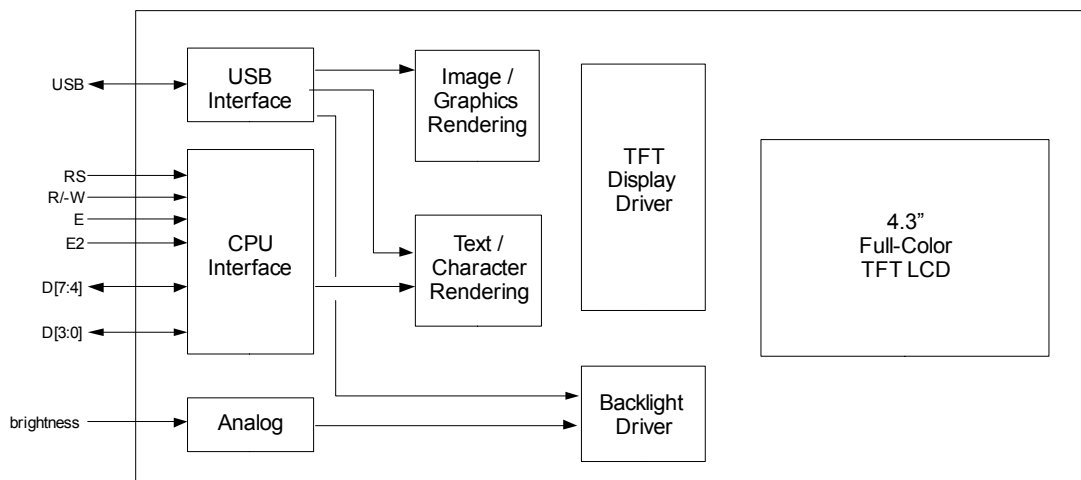 USB
USB
Interface
Image /
Graphics
Rendering
TFT
Display
Driver
4.3”
Full-Color
TFT LCD
RS
R/-W
E
E2
D[7:4]
D[3:0]
CPU
Interface
Text /
Character
Rendering
brightness
Analog
Backlight
Driver